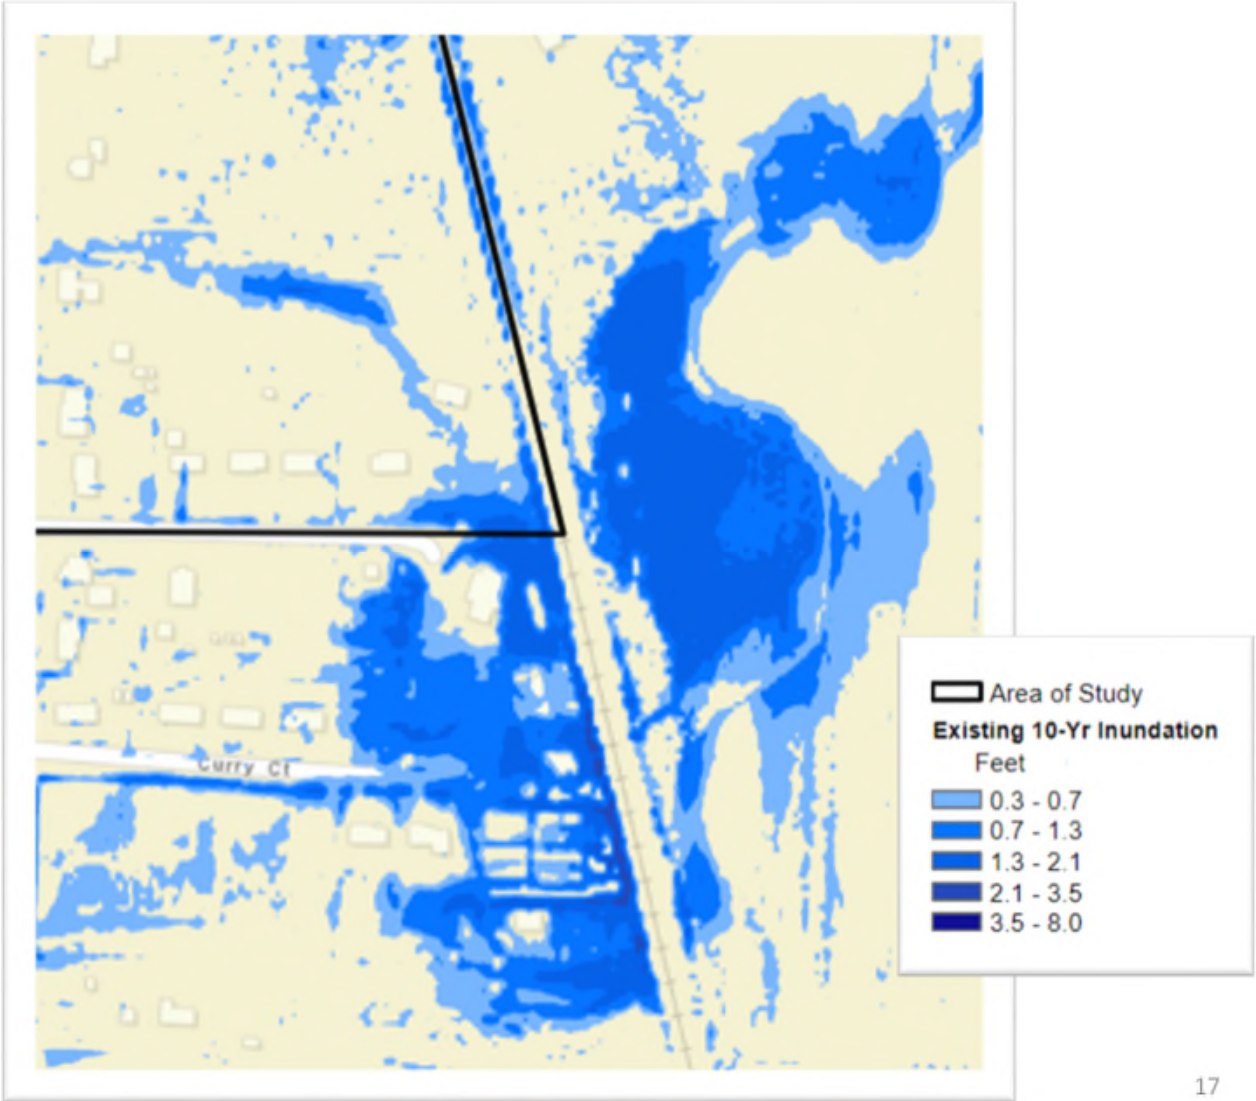 Curry Ct
Area of Study
Existing 10-Yr Inundation
Feet
0.3 - 0.7
0.7 - 1.3
1.3 - 2.1
2.1 - 3.5
3.5 - 8.0
17